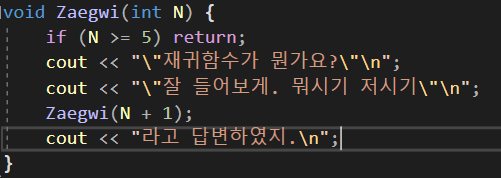 void Zaegwi(int N) {
if (N >= 5) return;
cout << "\"재귀함수가 뭔가요?\"\n";
cout << "\"잘 들어보게. 뭐시기 저시기\"\n";
Zaegwi(N + 1);
cout << "라고 답변하였지.\n";
}